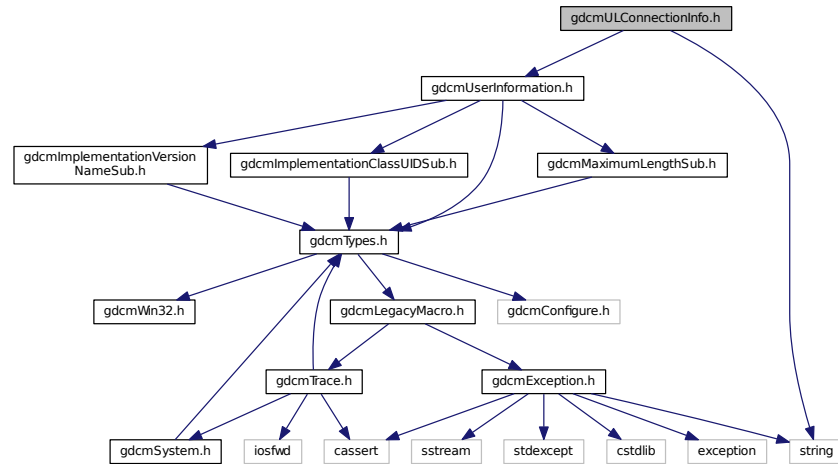 gdcmULConnectionInfo.h
gdcmUserInformation.h
gdcmImplementationVersion
NameSub.h
gdcmImplementationClassUIDSub.h
gdcmMaximumLengthSub.h
gdcmTypes.h
gdcmWin32.h
gdcmLegacyMacro.h
gdcmConfigure.h
gdcmTrace.h
gdcmException.h
gdcmSystem.h
iosfwd
cassert
sstream
stdexcept
cstdlib
exception
string